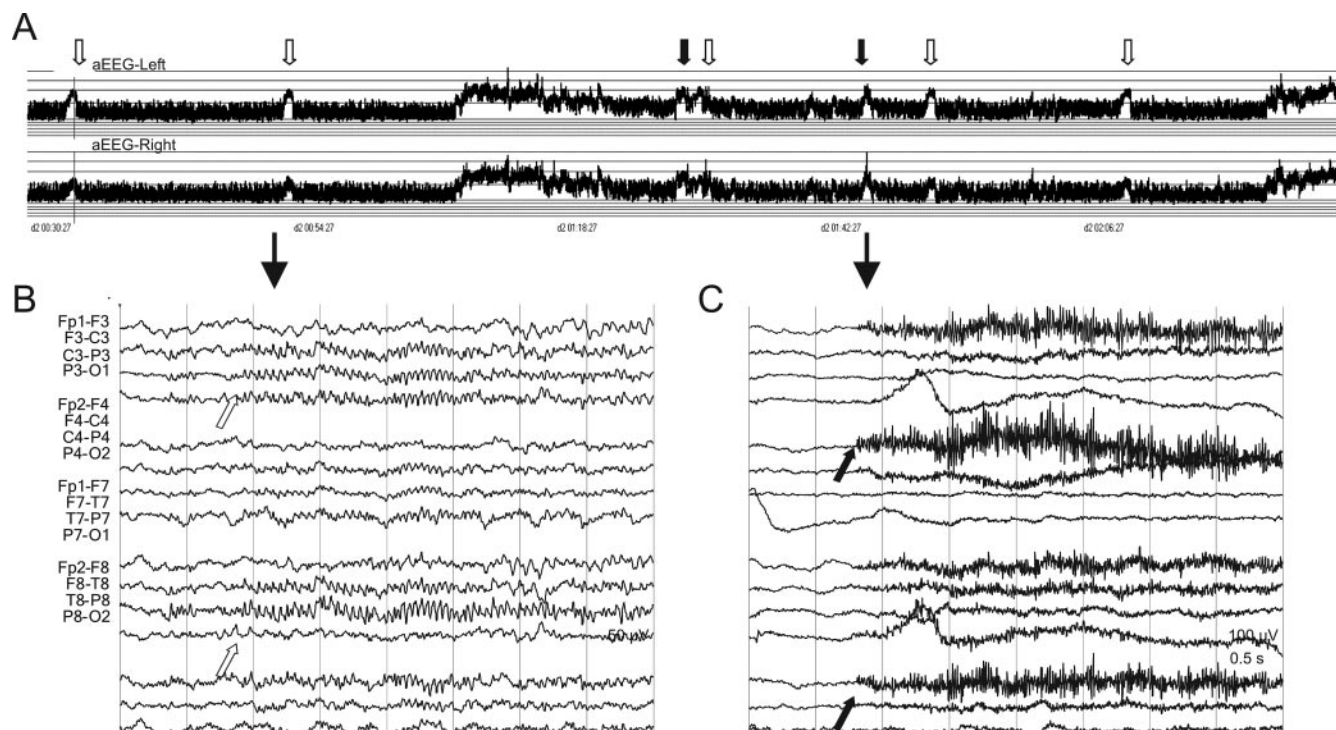 A
aEEG-Left
aEEG-Right
d2 00:30:27 d2 00:54:27 d2 01:18:27 d2 01:42:27 d2 02:06:27
B C
Fp1-F3
F3-C3
C3-P3
P3-O1
Fp2-F4
F4-C4
C4-P4
P4-O2
Fp1-F7
F7-T7
T7-P7
P7-O1
Fp2-F8
F8-T8
T8-P8
P8-O2
50 µV 100 µV
0.5 s